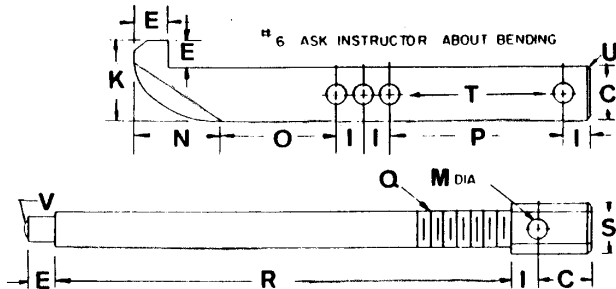 E
#6 ASK INSTRUCTOR ABOUT BENDING
E
U
K
T
C
N O I I P I
V
Q M DIA
S
E R I C